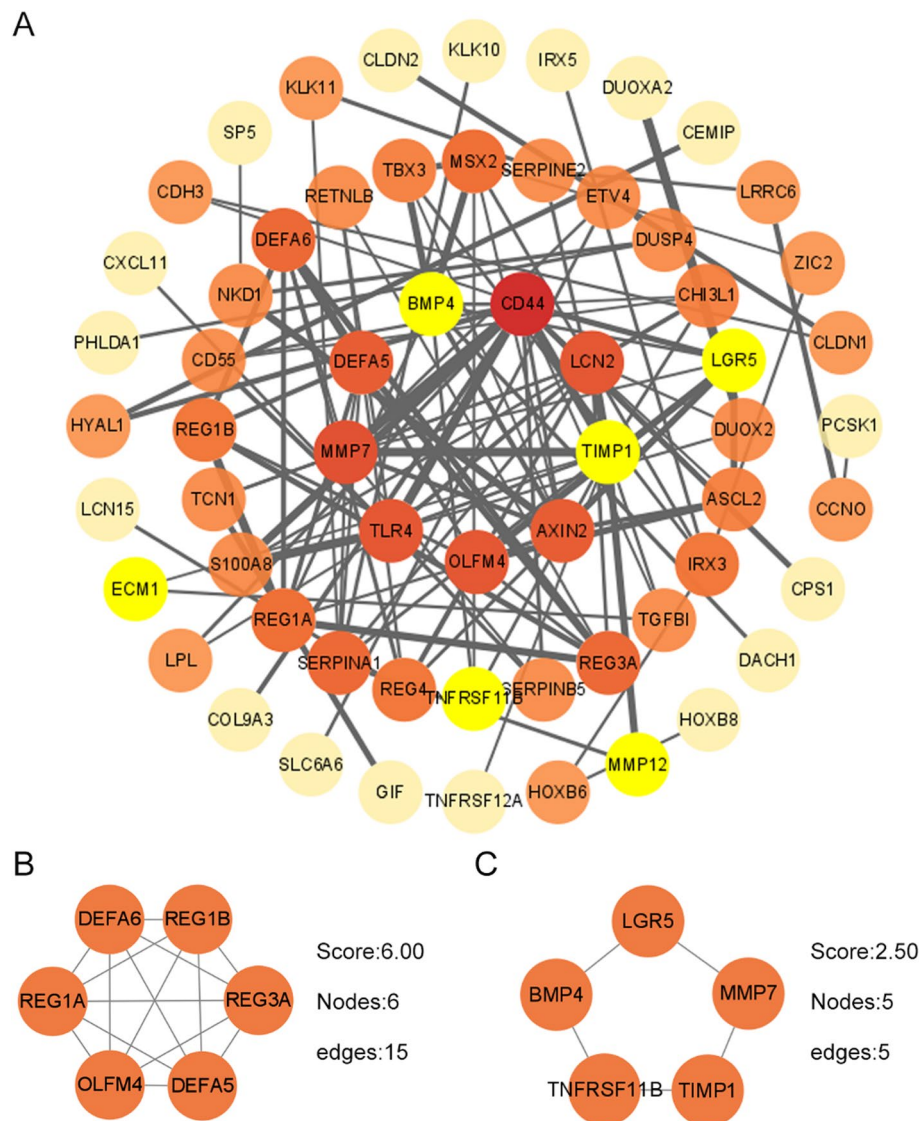 A
KLK10
CLDN2
IRX5
KLK11
DUOXA2
SP5
CEMIP
TBX3
MSX2
SERPINE2
CDH3
RETNLB
ETV4
LRRC6
DEFA6
DUSP4
CXCL11
NKD1
BMP4
CD44
CHI3L1
ZIC2
PHLDA1
CD55
DEFA5
LCN2
LGR5
CLDN1
HYAL1
REG1B
MMP7
TIMP1
DUOX2
PCSK1
LCN15
TCN1
TLR4
OLFM4
AXIN2
ASCL2
CCNO
ECM1
S100A8
IRX3
CPS1
REG1A
TGFBI
LPL
SERPINA1
REG4
TNFRSF11B
SERPINB5
REG3A
DACH1
COL9A3
HOXB8
SLC6A6
GIF
TNFRSF12A
HOXB6
MMP12
B
DEFA6
REG1B
REG1A
REG3A
OLFM4
DEFA5
Score:6.00
Nodes:6
edges:15
C
LGR5
BMP4
MMP7
TNFRSF11B
TIMP1
Score:2.50
Nodes:5
edges:5